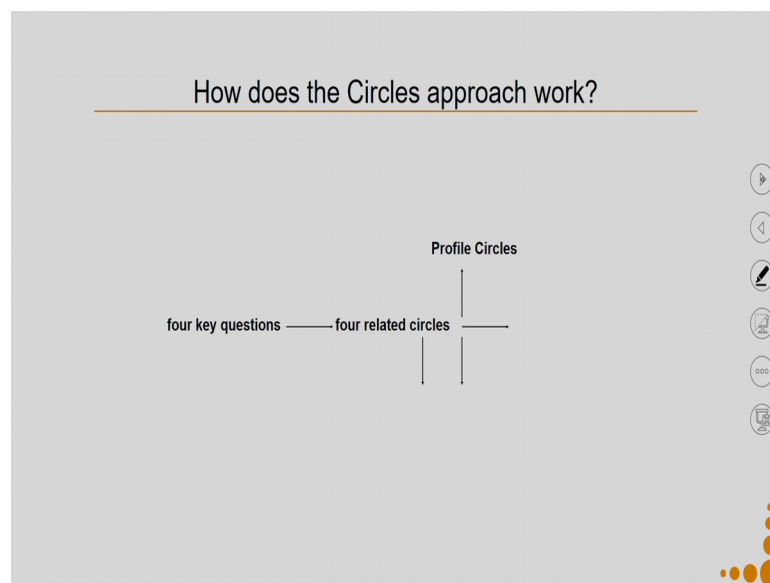 How does the Circles approach work?
Profile Circles
four key questions
four related circles